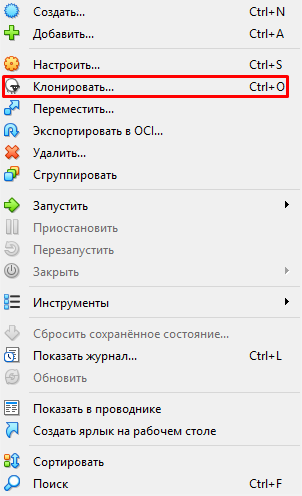 Создать... Ctrl+N
Добавить... Ctrl+A
Настроить... Ctrl+S
Клонировать... Ctrl+O
Переместить...
Экспортировать в OCI...
Удалить...
Сгруппировать
Запустить
Приостановить
Перезапустить
Закрыть
Инструменты
Сбросить сохранённое состояние...
Показать журнал... Ctrl+L
Обновить
Показать в проводнике
Создать ярлык на рабочем столе
Сортировать
Поиск Ctrl+F